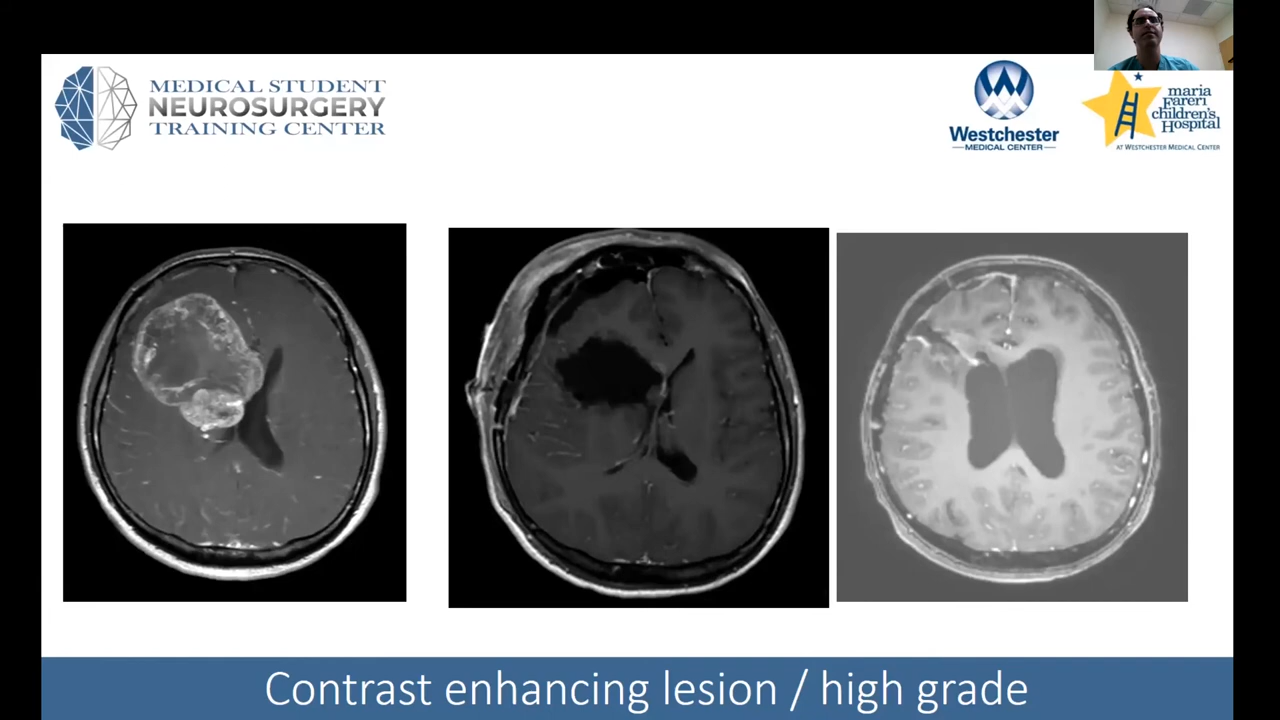 MEDICAL STUDENT
NEUROSURGERY
TRAINING CENTER
Westchester
MEDICAL CENTER
maria
fareri
children's
Hospital
AT WESTCHESTER MEDICAL CENTER
Contrast enhancing lesion / high grade